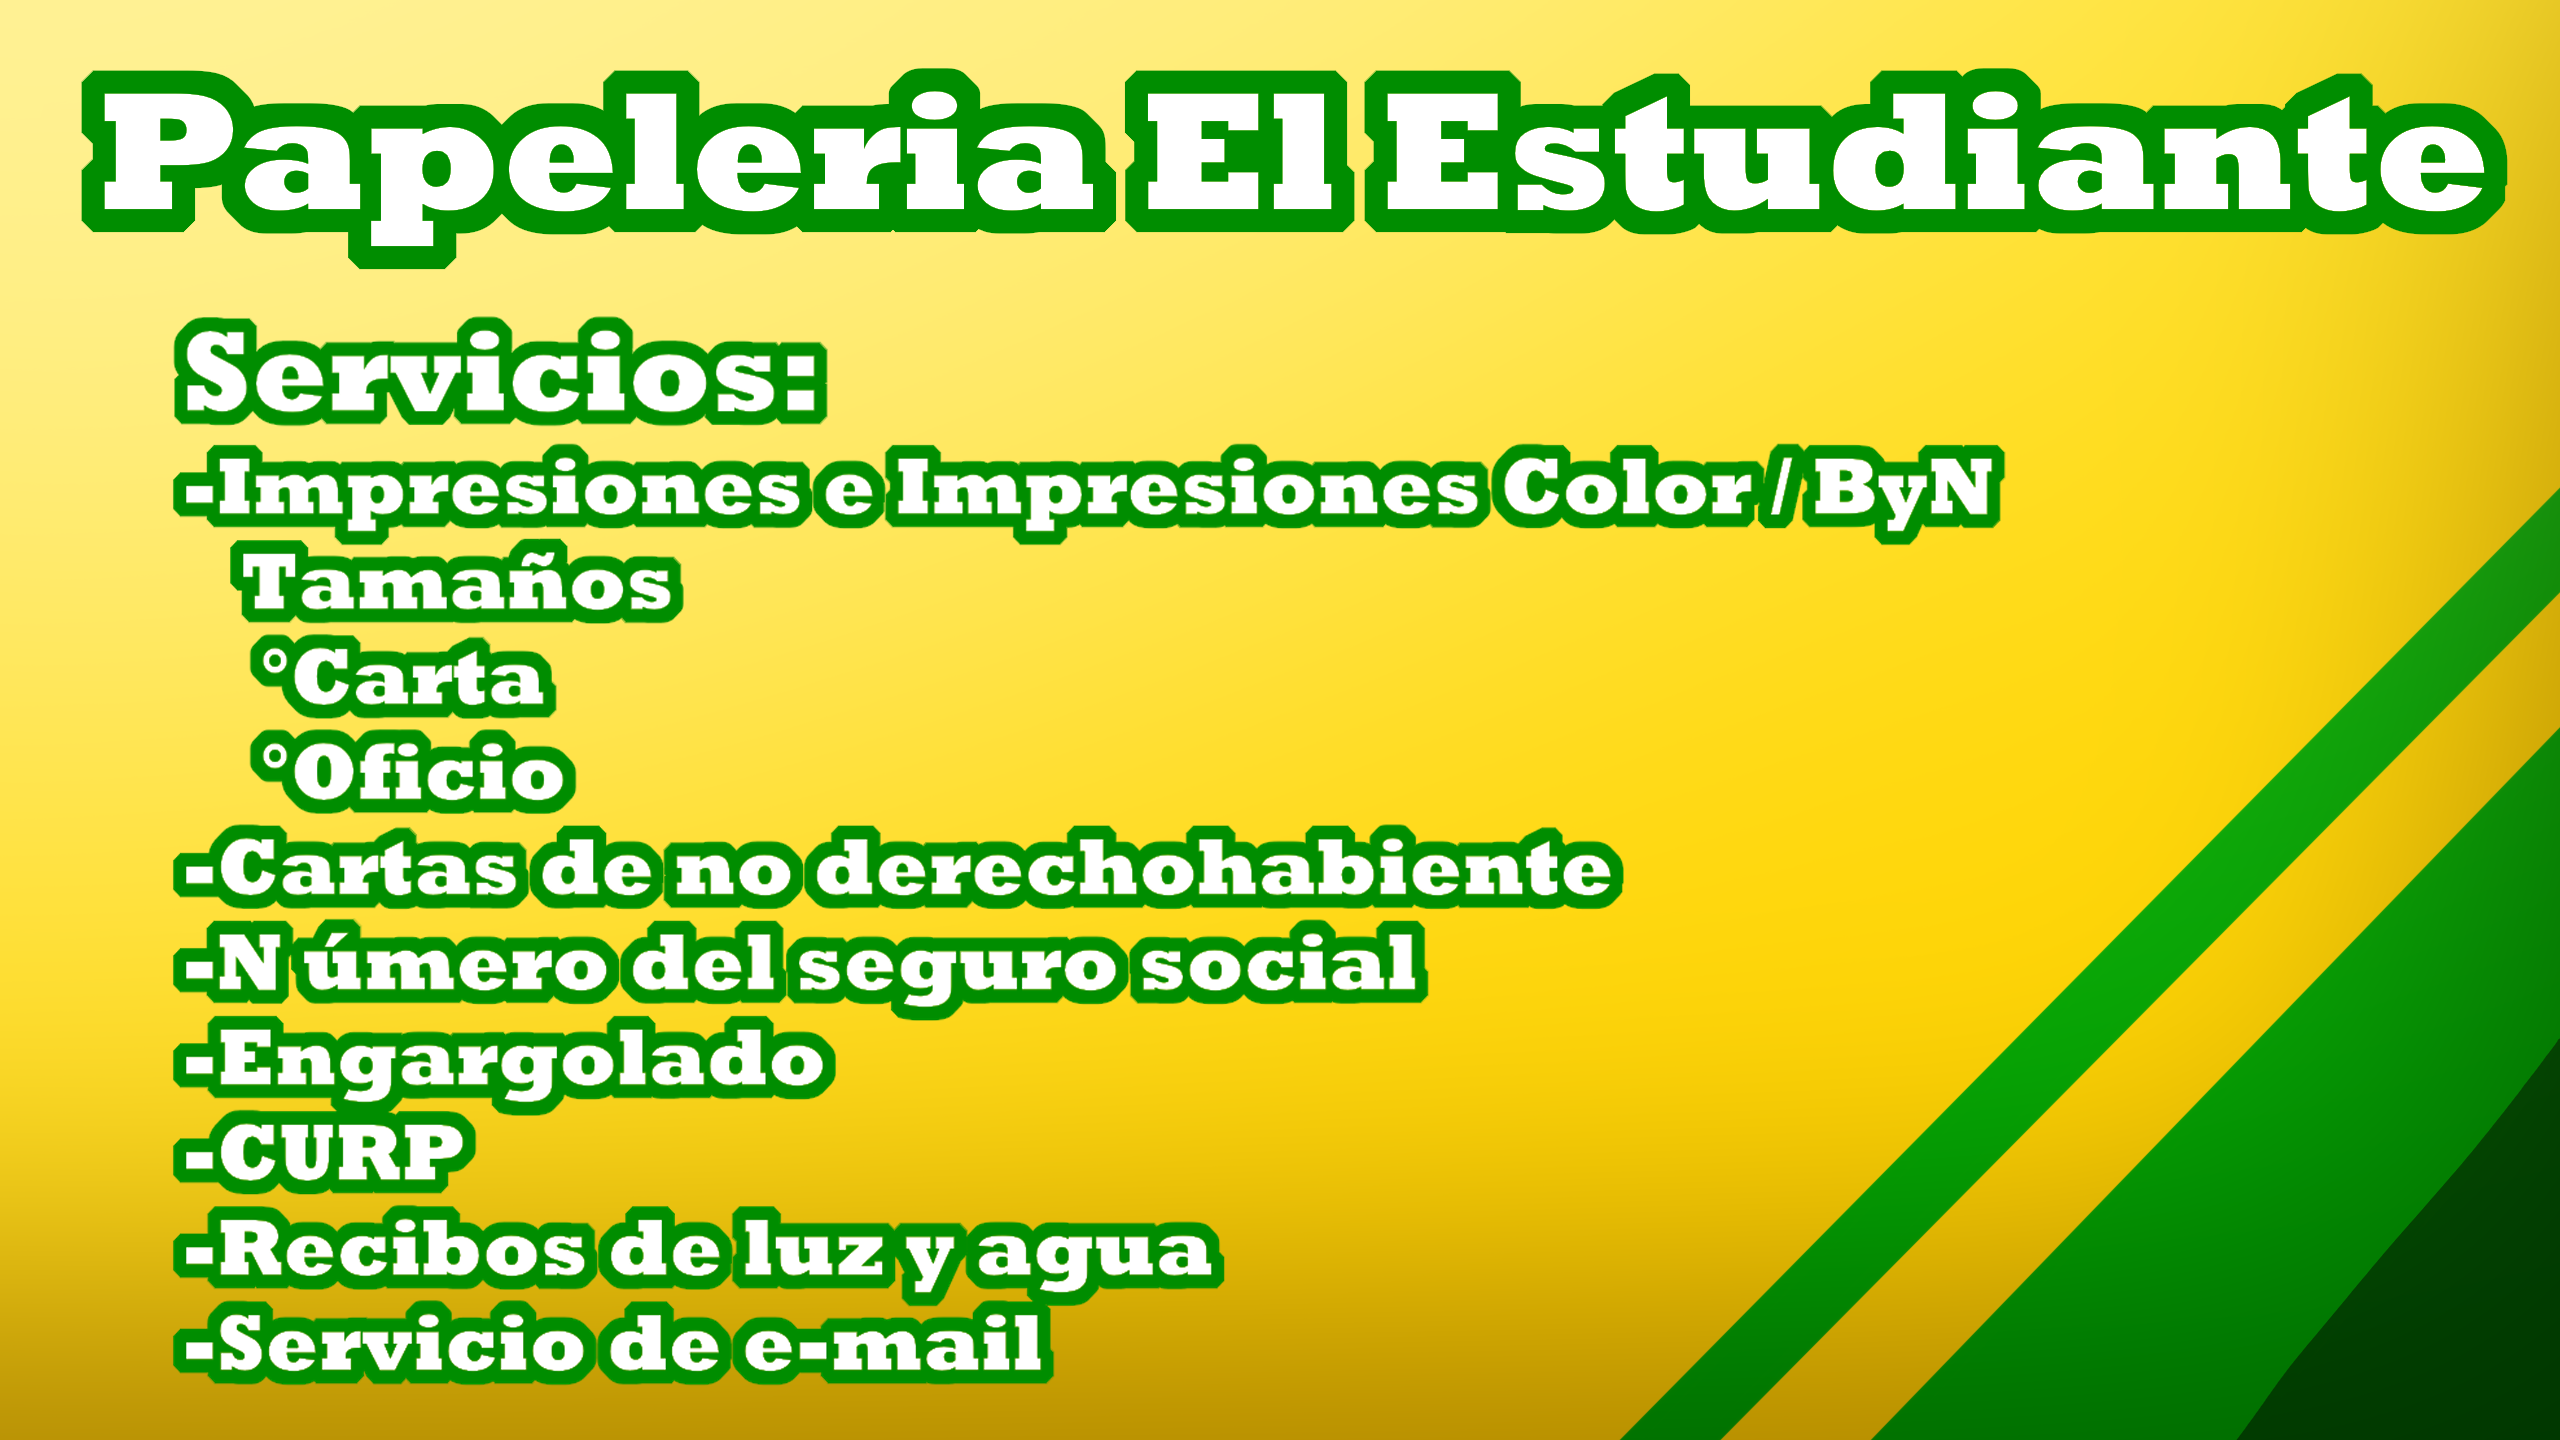 Papeleria El Estudiante
Servicios:
-Impresiones e Impresiones Color / ByN
Tamaños
°Carta
°Oficio
-Cartas de no derechohabiente
-N úmero del seguro social
-Engargolado
-CURP
-Recibos de luz y agua
-Servicio de e-mail